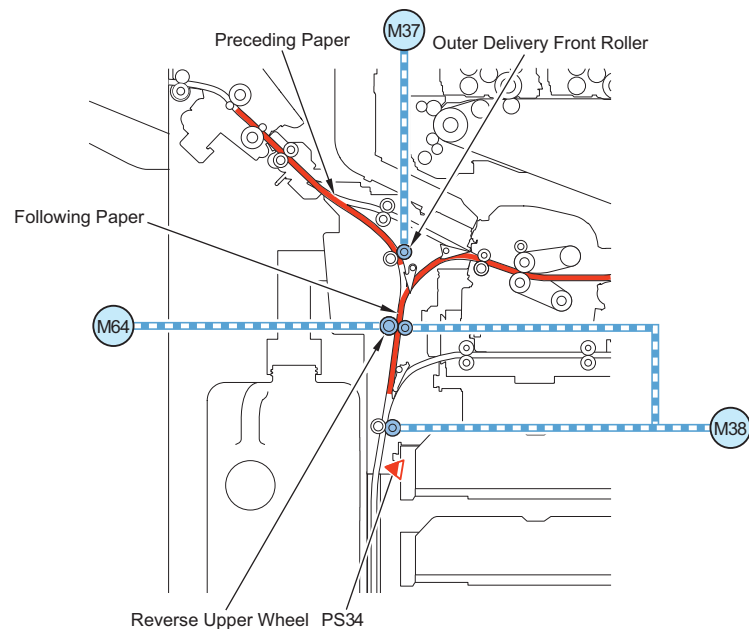 M37
Preceding Paper
Outer Delivery Front Roller
Following Paper
M64
M38
Reverse Upper Wheel
PS34